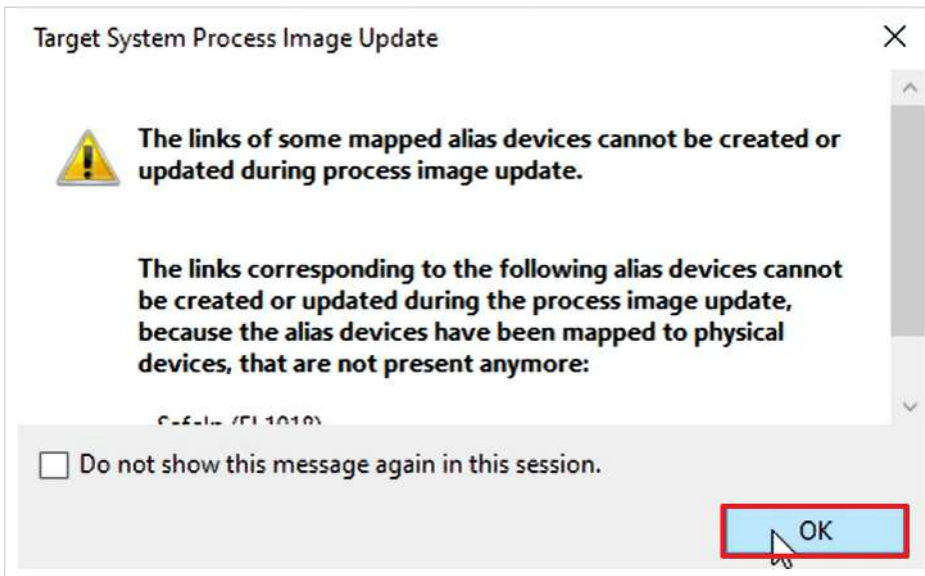 Target System Process Image Update
The links of some mapped alias devices cannot be created or
updated during process image update.
The links corresponding to the following alias devices cannot
be created or updated during the process image update,
because the alias devices have been mapped to physical
devices, that are not present anymore:
Do not show this message again in this session.
OK